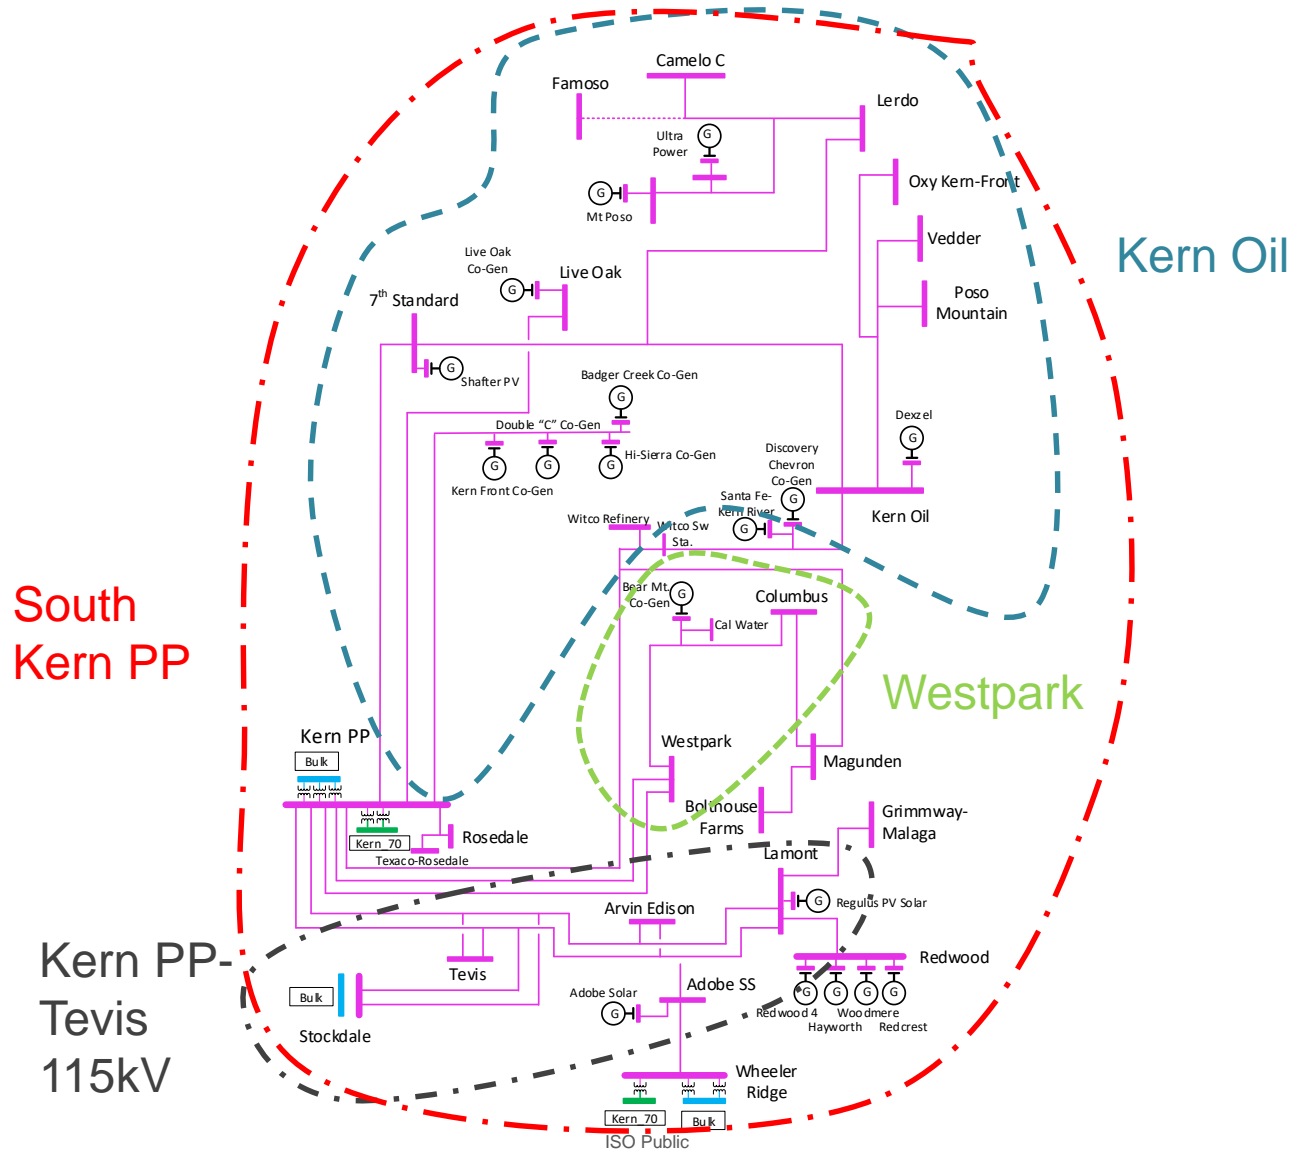 Camelo C
Famoso
Lerdo
Ultra
Power
G
Oxy Kern-Front
G
Mt Poso
Vedder
Kern Oil
Live Oak
Co-Gen
Live Oak
G
7th Standard
Poso
Mountain
G
Shafter PV
Badger Creek Co-Gen
G
Dexzel
Double “C” Co-Gen
G
Discovery
Chevron
Co-Gen
Hi-Sierra Co-Gen
G
G
G
Kern Front Co-Gen
Santa Fe-
Kern River
G
G
Kern Oil
Witco Refinery
Witco Sw
Sta.
South
Kern PP
Bear Mt.
Co-Gen
G
Columbus
Cal Water
Westpark
Kern PP
Bulk
Westpark
Magunden
Bolthouse
Farms
Grimmway-
Malaga
Kern_70
Rosedale
Texaco-Rosedale
Lamont
G
Regulus PV Solar
Arvin Edison
Kern PP-
Tevis
115kV
Tevis
Redwood
Bulk
Stockdale
Adobe SS
Adobe Solar
G
G
G
G
G
Redwood 4
Woodmere
Hayworth
Redcrest
Wheeler
Ridge
Kern_70
Bulk
ISO Public